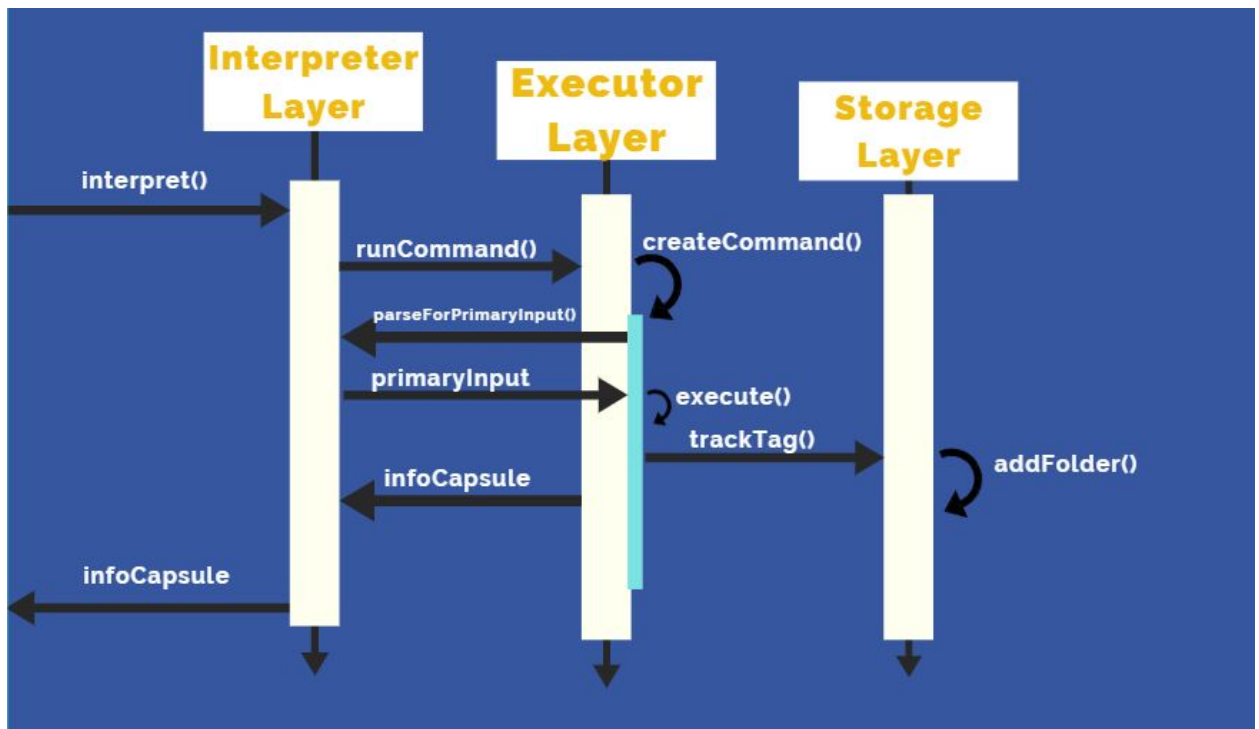 Interpreter
Layer
Executor
Layer
Storage
Layer
interpret()
runCommand()
createCommand()
parseForPrimaryInput()
primaryInput
execute()
trackTag()
addFolder()
infoCapsule
infoCapsule